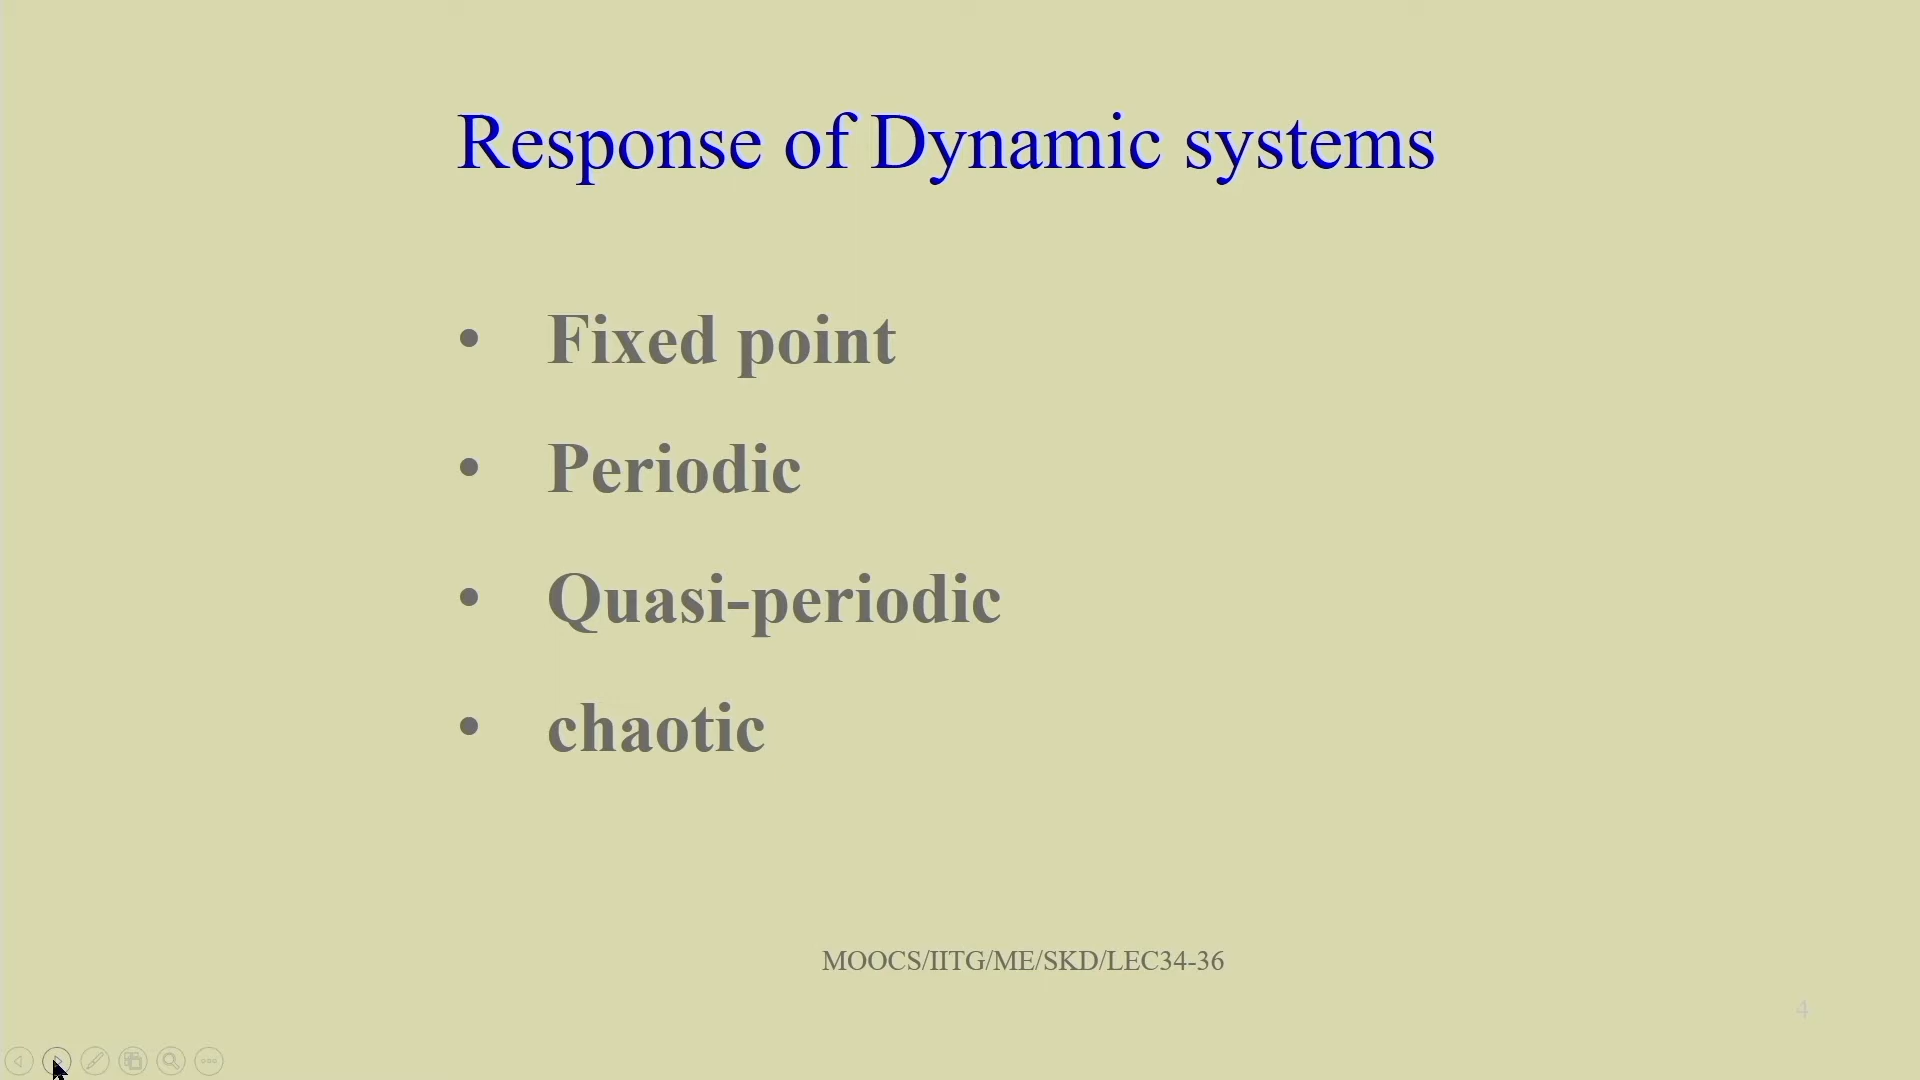 Response of Dynamic systems
• Fixed point
• Periodic
• Quasi-periodic
• chaotic
MOOCS/IITG/ME/SKD/LEC34-36
4